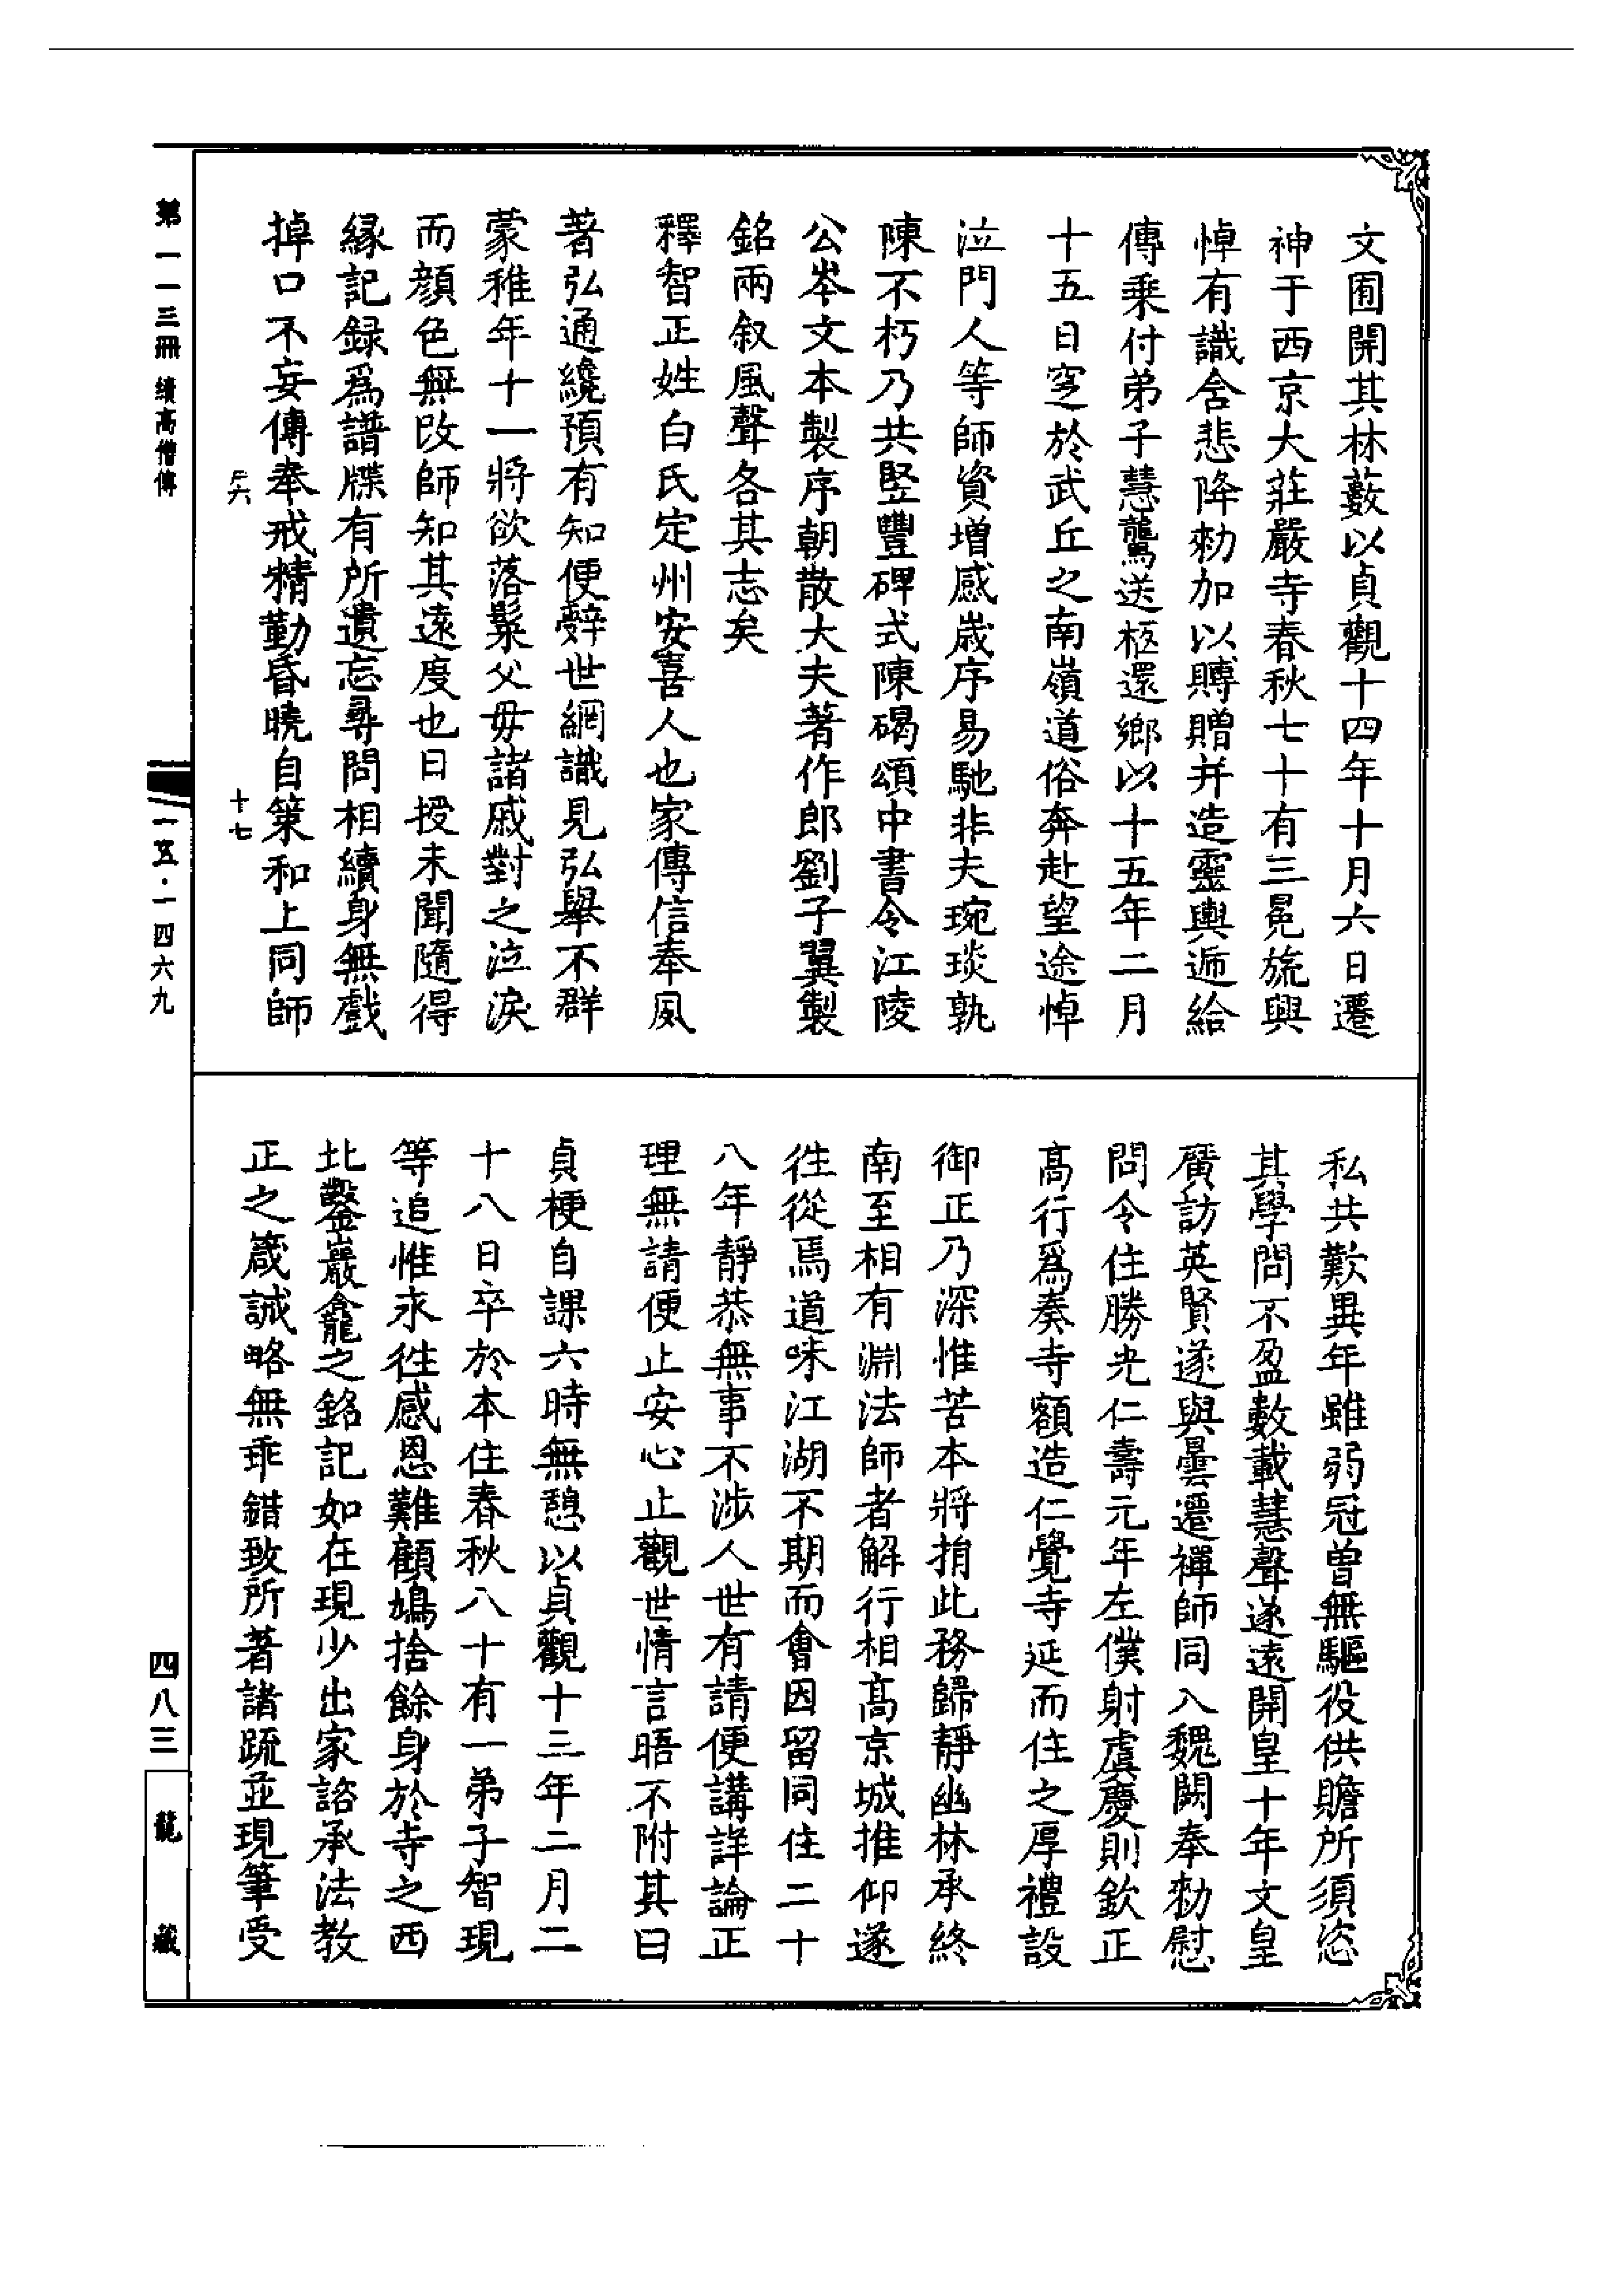 文囿開其林藪以貞觀十四年十月六日遷
神于西京大莊嚴寺春秋七十有三冕旒興
悼有識含悲降勑加以賻贈并造靈輿遞給
傳乗付弟子慧驚送柩還鄉以十五年二月
十五日窆於武丘之南嶺道俗奔赴望途悼
泣門人等師資増感歳序易馳非夫琬琰孰
陳不朽乃共竪豐碑式陳碣頌中書令江陵
公岑文本製序朝散大夫著作郎劉子翼製
銘兩叙風聲各其志矣
釋智正姓白氏定州安喜人也家傳信奉夙
著弘通纔預有知便辭世網識見弘舉不群
蒙稚年十一將欲落髮父毋諸戚對之泣淚
而顔色無改師知其遠度也日授未聞隨得
縁記録爲譜牒有所遺忘尋問相續身無戲
掉口不妄傳奉戒精勤昏曉自策和上同師
戶六
十七
私共歎異年雖弱冠曽無驅役供贍所須恣
其學問不盈數載慧聲遂遠開皇十年文皇
廣訪英賢遂與曇遷禪師同入魏闕奉勑慰
問令住勝光仁壽元年左僕射虞慶則欽正
髙行爲奏寺額造仁覺寺延而住之厚禮設
御正乃深惟苦本將捐此務歸靜幽林承終
南至相有淵法師者解行相髙京城推仰遂
徃從焉道味江湖不期而會因留同住二十
八年靜恭無事不涉人世有請便講詳論正
理無請便止安心止觀世情言晤不附其曰
貞梗自課六時無憩以貞觀十三年二月二
十八日卒於本住春秋八十有一弟子智現
等追惟永徃感恩難顧鳩捨餘身於寺之西
北鑿巖龕之銘記如在現少出家諮承法教
正之箴誡略無乖錯致所著諸疏並現筆受
第一一三冊 續高僧傳
一五·一四六九
四八三
龍藏